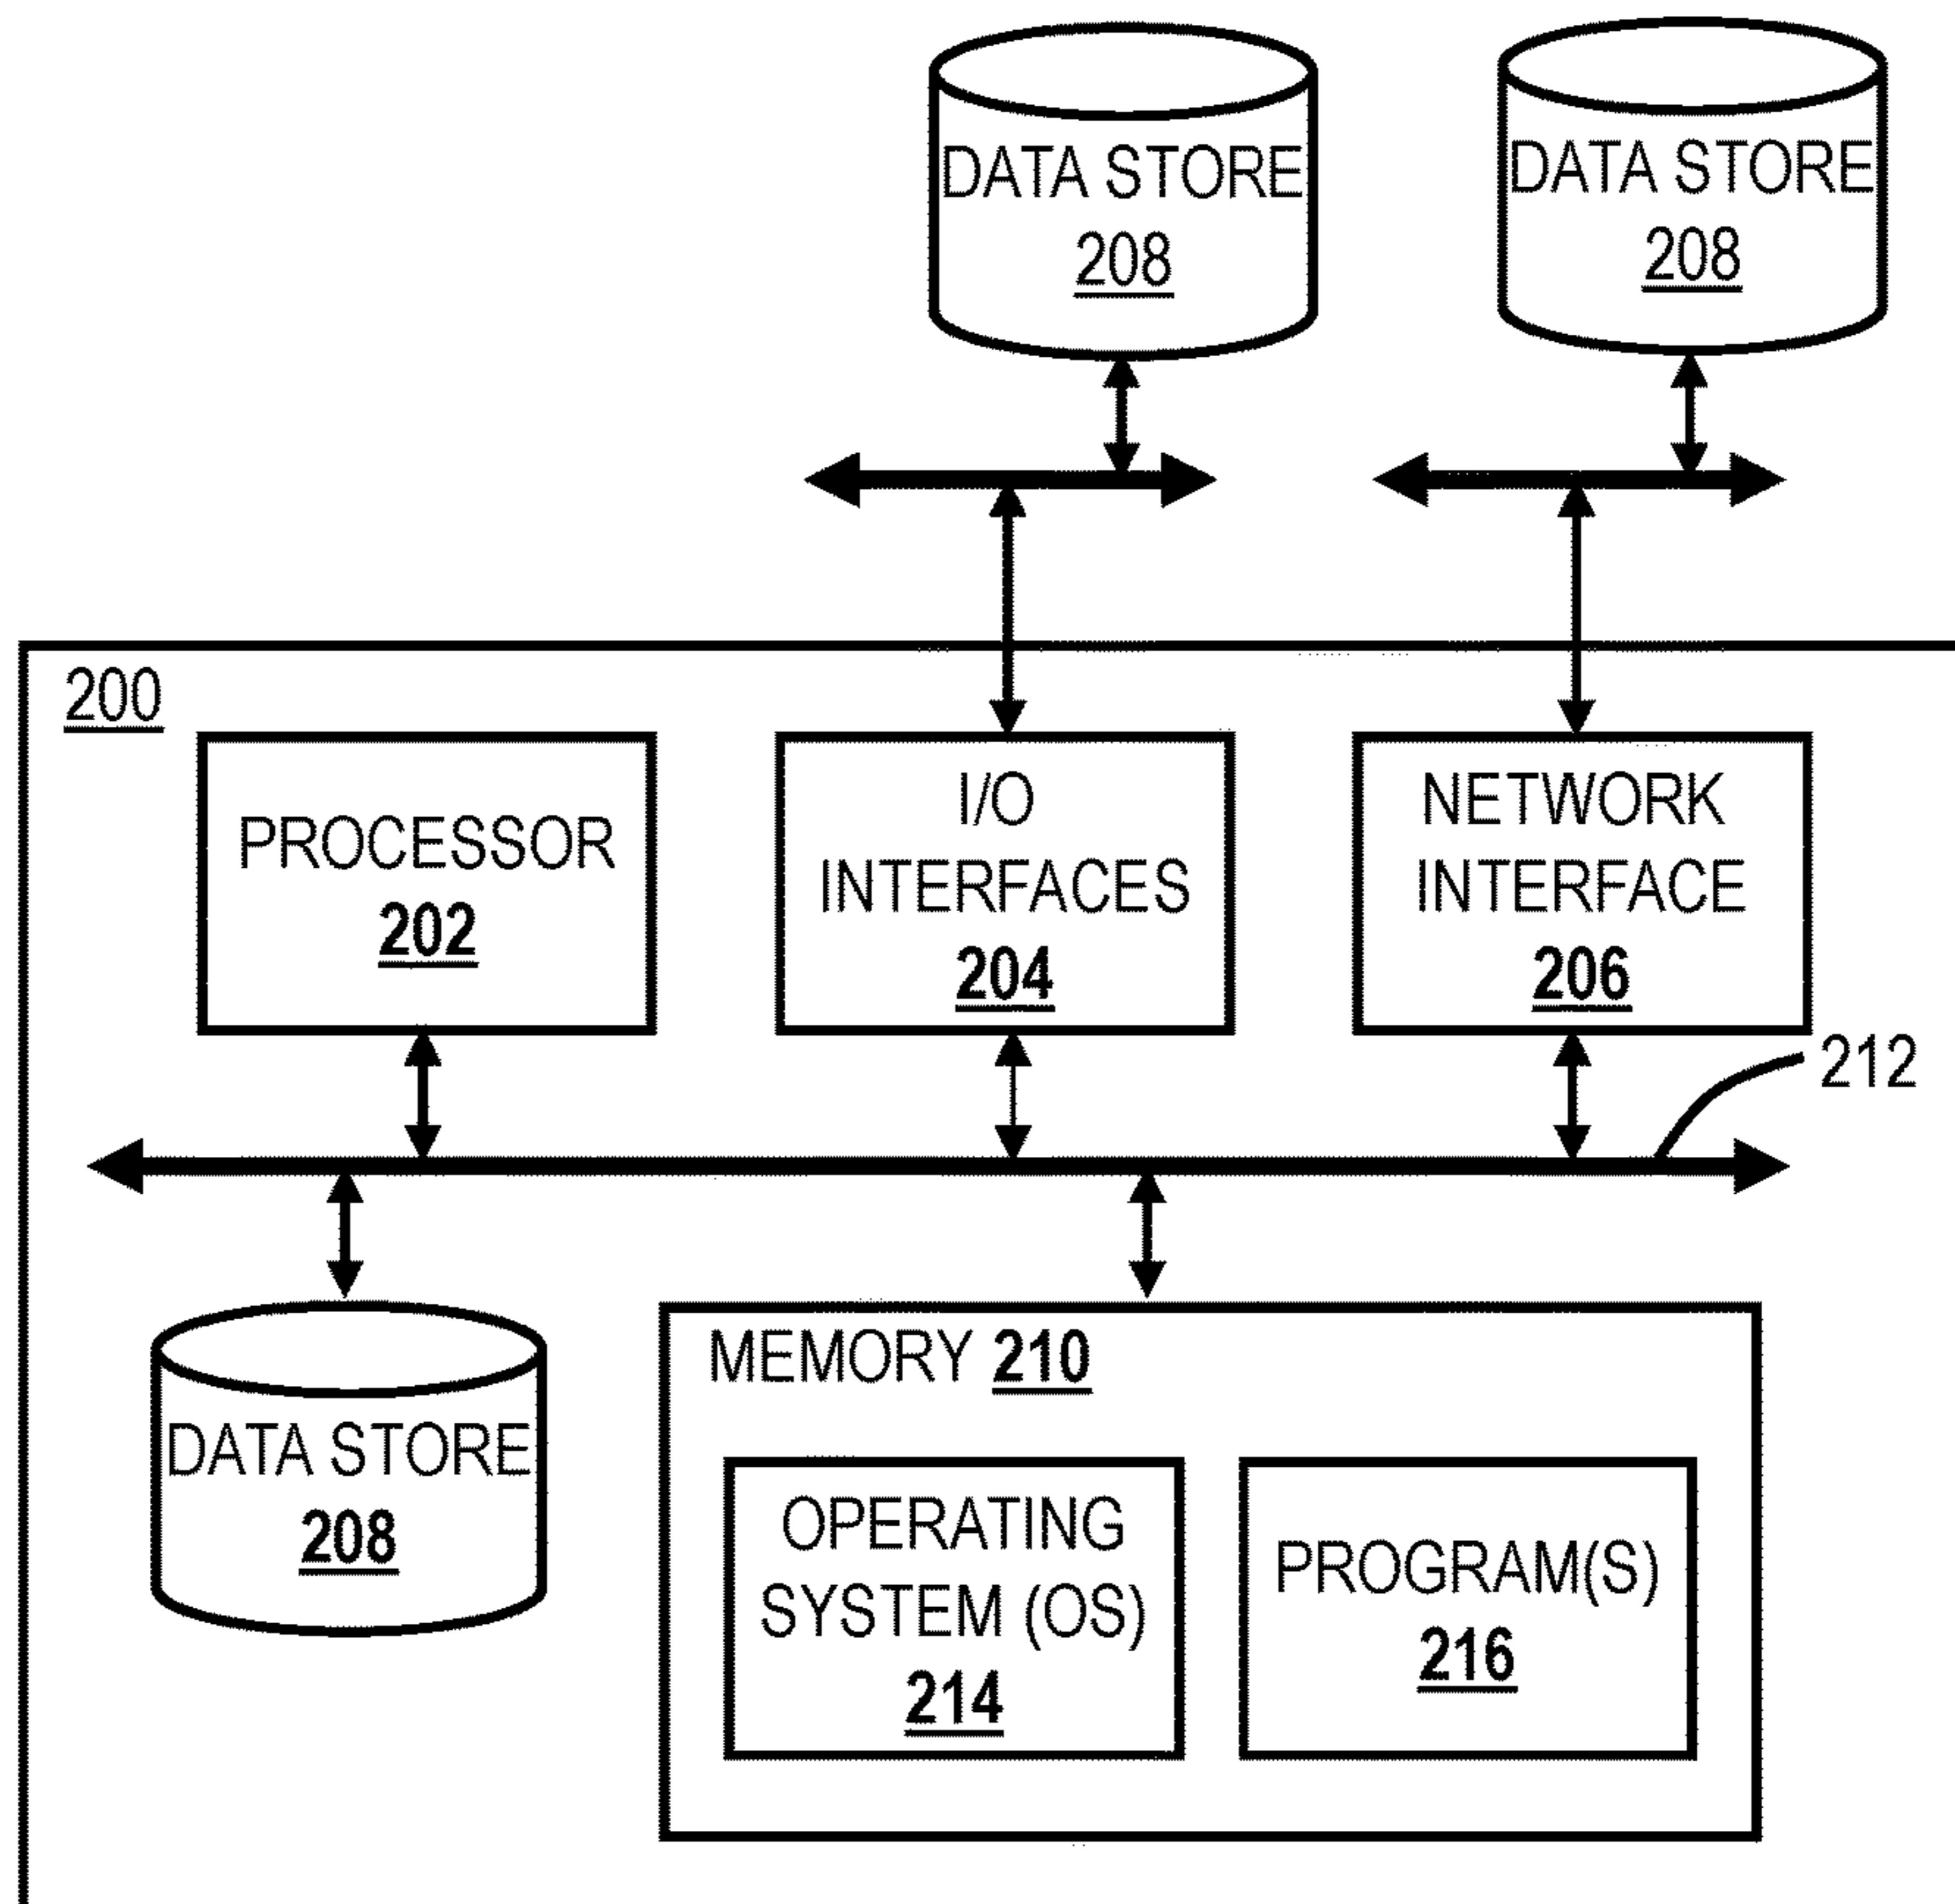 DATA STORE
208
DATA STORE
208
200
PROCESSOR
202
I/O
INTERFACES
204
NETWORK
INTERFACE
206
212
DATA STORE
208
MEMORY 210
OPERATING
SYSTEM (OS)
214
PROGRAM(S)
216